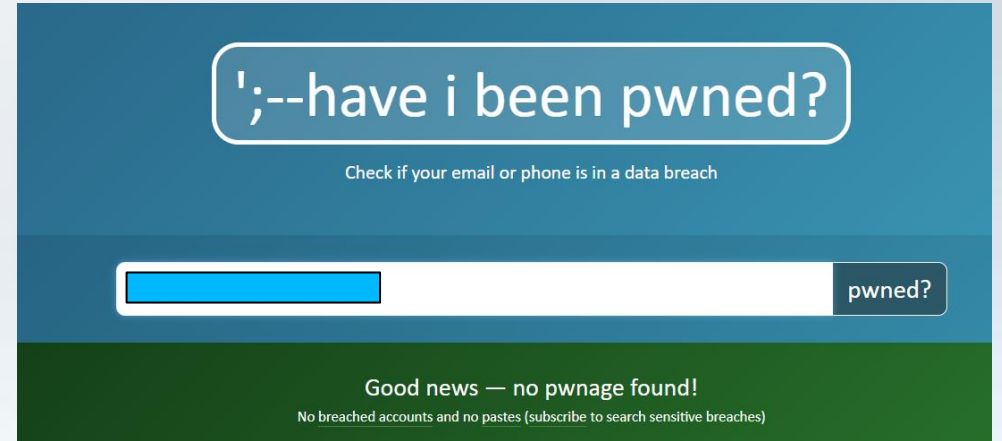 ';--have i been pwned?
Check if your email or phone is in a data breach
pwned?
Good news — no pwnage found!
No breached accounts and no pastes (subscribe to search sensitive breaches)